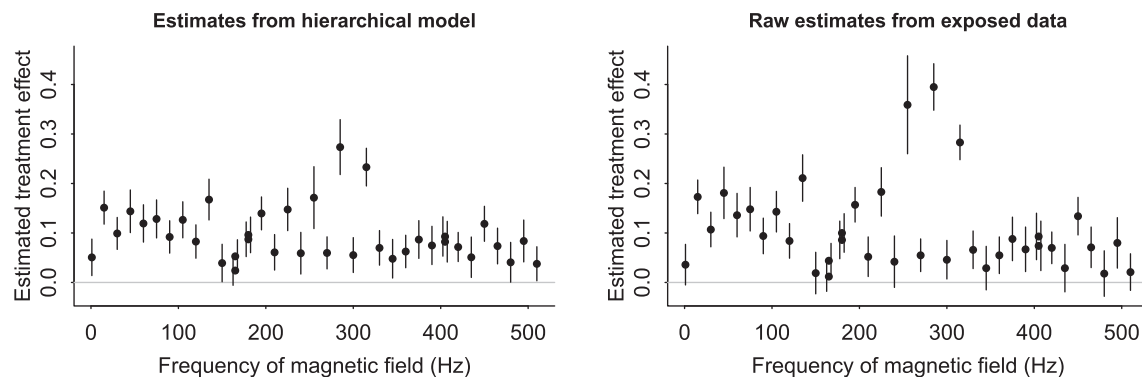 Estimates from hierarchical model
Estimated treatment effect
0.0 0.1 0.2 0.3 0.4
0 100 200 300 400 500
Frequency of magnetic field (Hz)
Raw estimates from exposed data
Estimated treatment effect
0.0 0.1 0.2 0.3 0.4
0 100 200 300 400 500
Frequency of magnetic field (Hz)